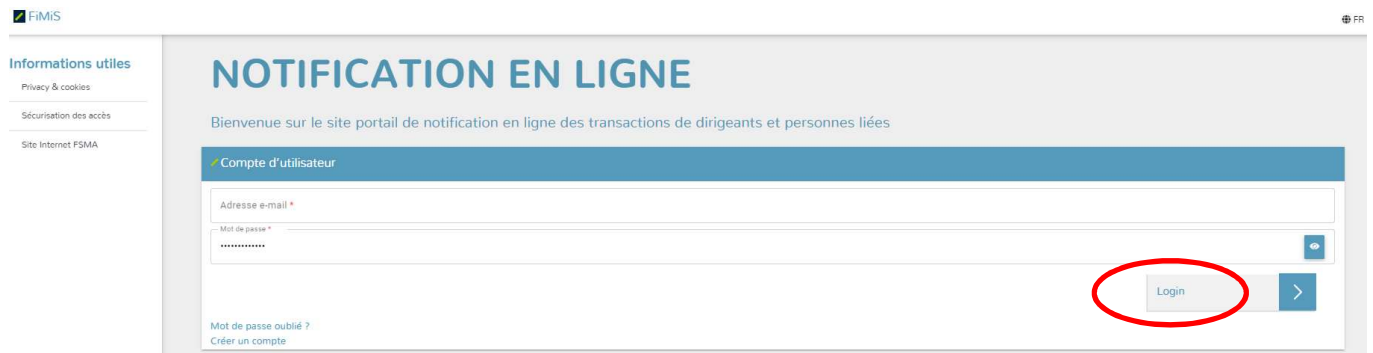 FiMiS
FR
Informations utiles
Privacy & cookies
Sécurisation des accès
Site Internet FSMA
NOTIFICATION EN LIGNE
Bienvenue sur le site portail de notification en ligne des transactions de dirigeants et personnes liées
Compte d'utilisateur
Adresse e-mail *
Mot de passe *
•••••••••••••
Login
Mot de passe oublié ?
Créer un compte